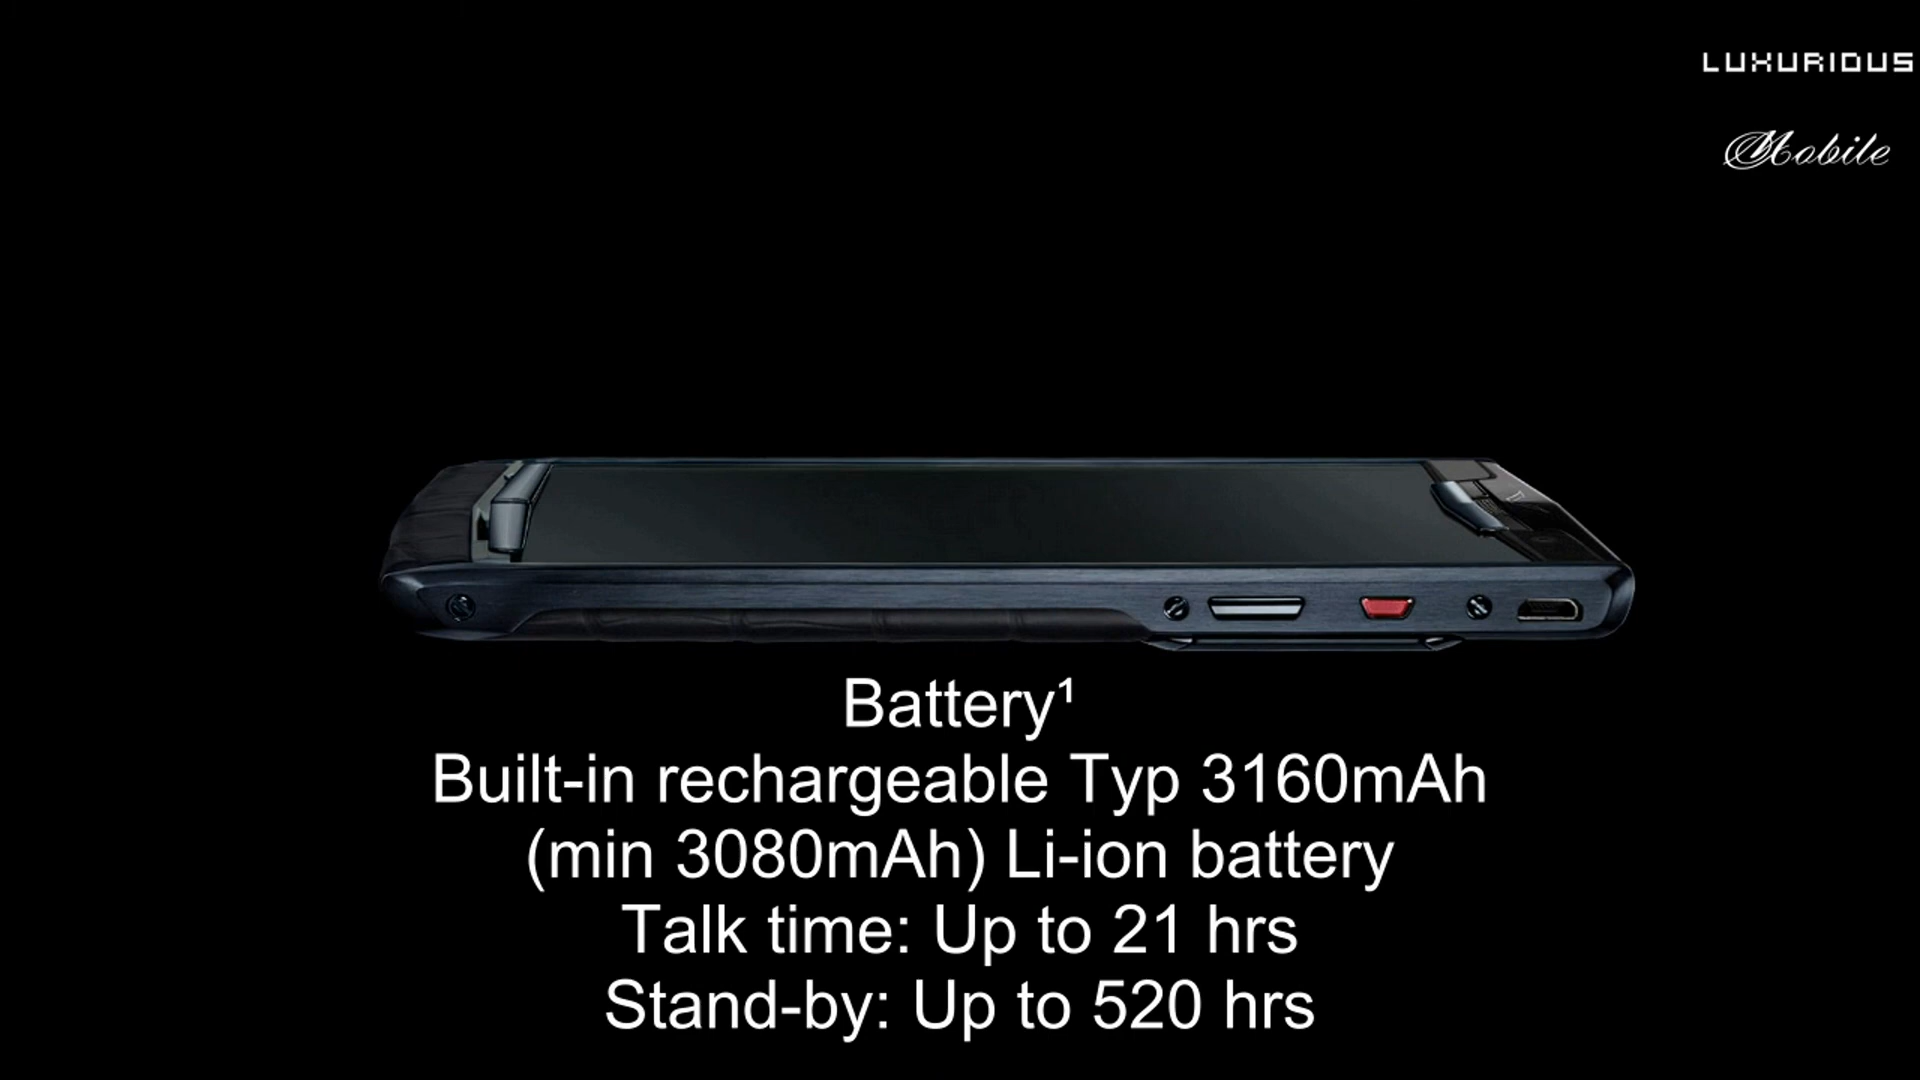 LUXURIOUS
Mobile
Battery¹
Built-in rechargeable Typ 3160mAh
(min 3080mAh) Li-ion battery
Talk time: Up to 21 hrs
Stand-by: Up to 520 hrs